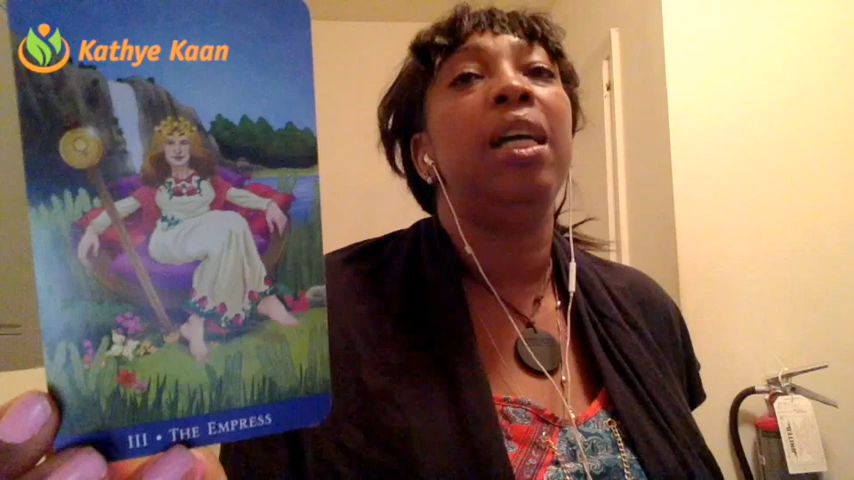 Kathye Kaan
III • THE EMPRESS